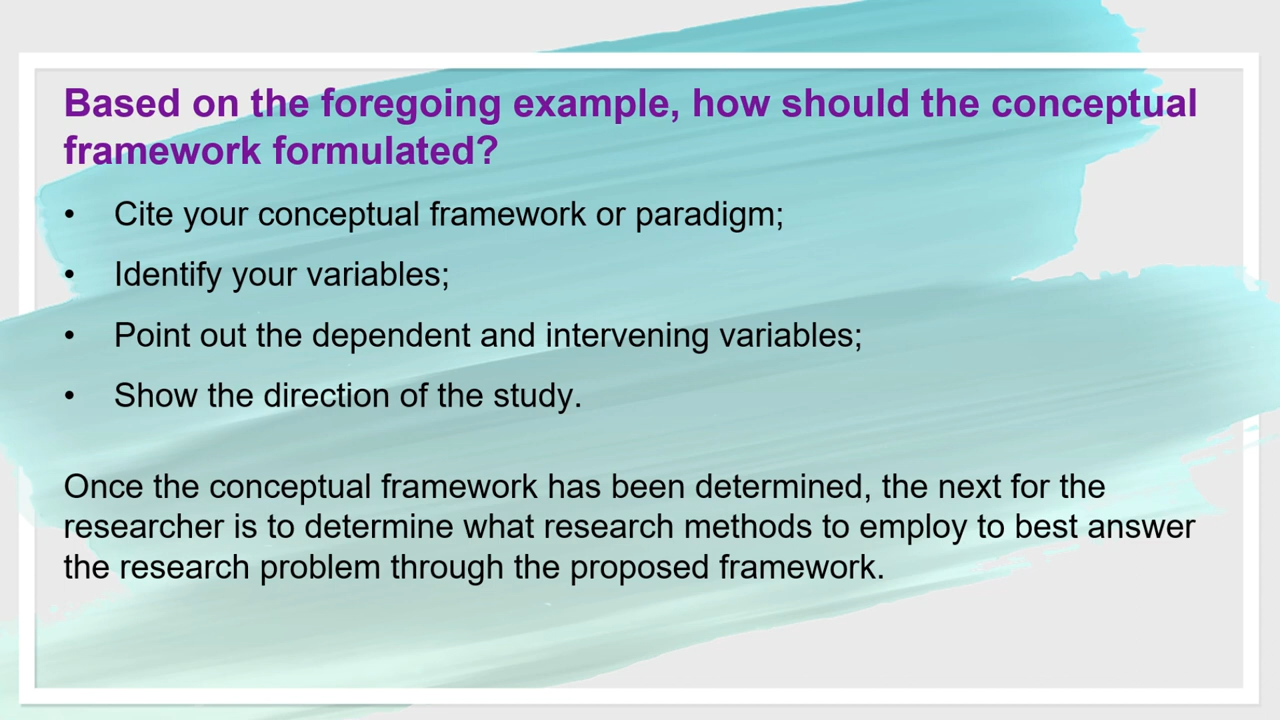 Based on the foregoing example, how should the conceptual
framework formulated?
• Cite your conceptual framework or paradigm;
• Identify your variables;
• Point out the dependent and intervening variables;
• Show the direction of the study.
Once the conceptual framework has been determined, the next for the
researcher is to determine what research methods to employ to best answer
the research problem through the proposed framework.